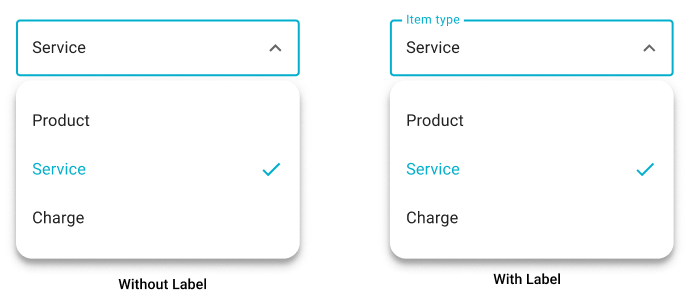 Service
Product
Service
Charge
Without Label
Item type
Service
Product
Service
Charge
With Label